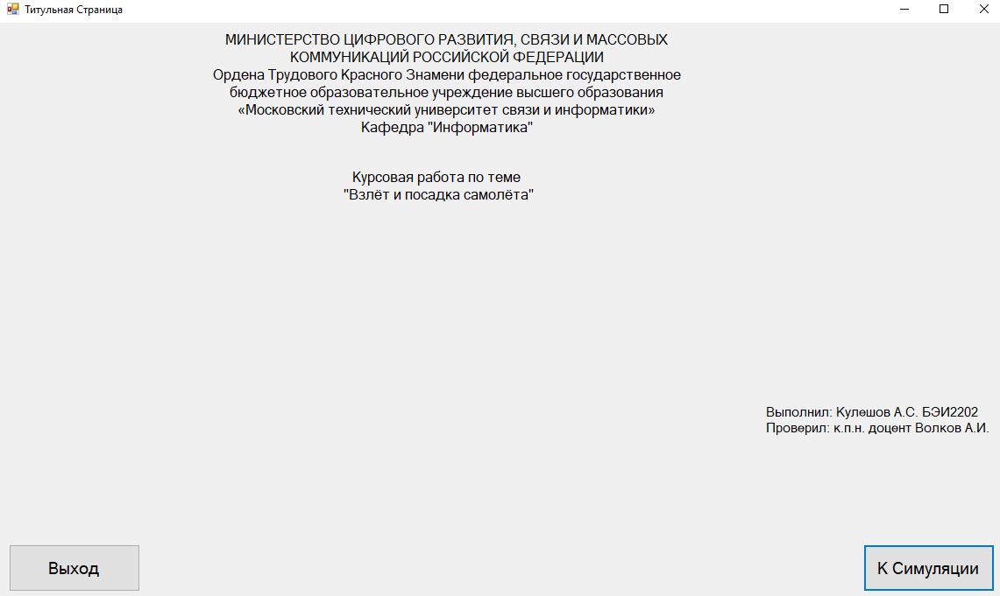 Титульная Страница
МИНИСТЕРСТВО ЦИФРОВОГО РАЗВИТИЯ, СВЯЗИ И МАССОВЫХ
КОММУНИКАЦИЙ РОССИЙСКОЙ ФЕДЕРАЦИИ
Ордена Трудового Красного Знамени федеральное государственное
бюджетное образовательное учреждение высшего образования
«Московский технический университет связи и информатики»
Кафедра "Информатика"
Курсовая работа по теме
"Взлёт и посадка самолёта"
Выполнил: Кулешов А.С. БЭИ2202
Проверил: к.п.н. доцент Волков А.И.
Выход
К Симуляции